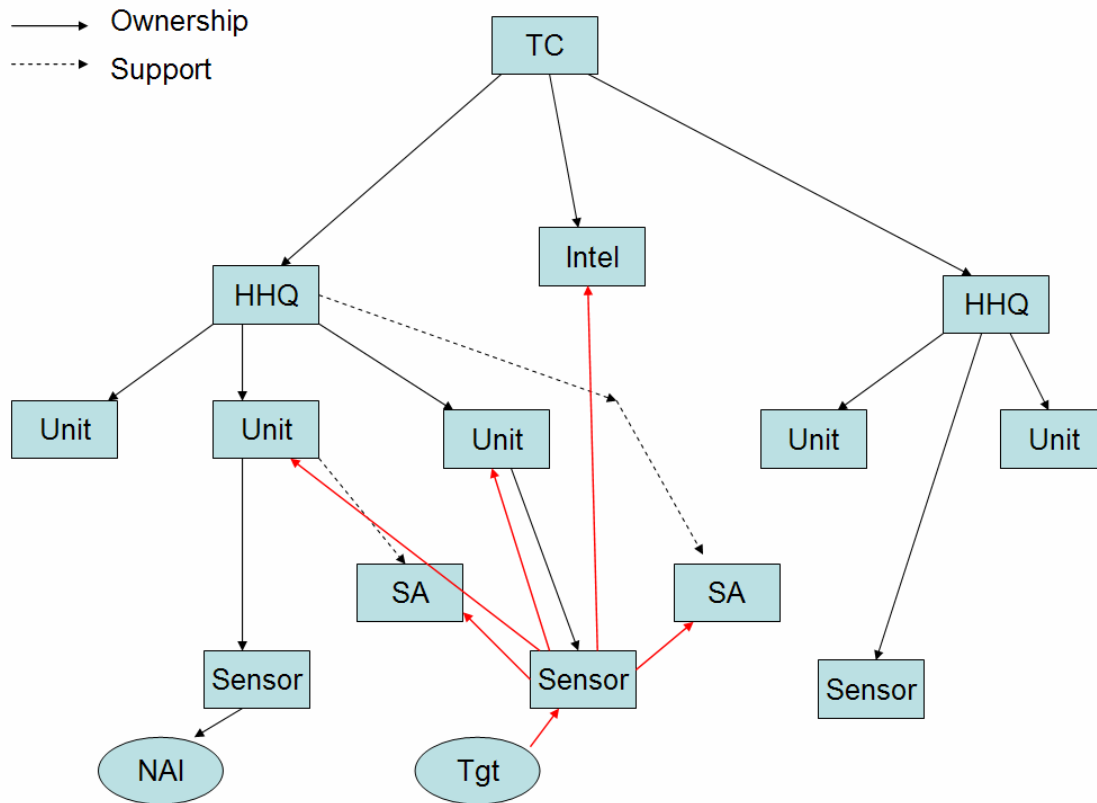 Ownership
Support
TC
Intel
HHQ
HHQ
Unit
Unit
Unit
Unit
Unit
SA
SA
Sensor
Sensor
Sensor
NAI
Tgt